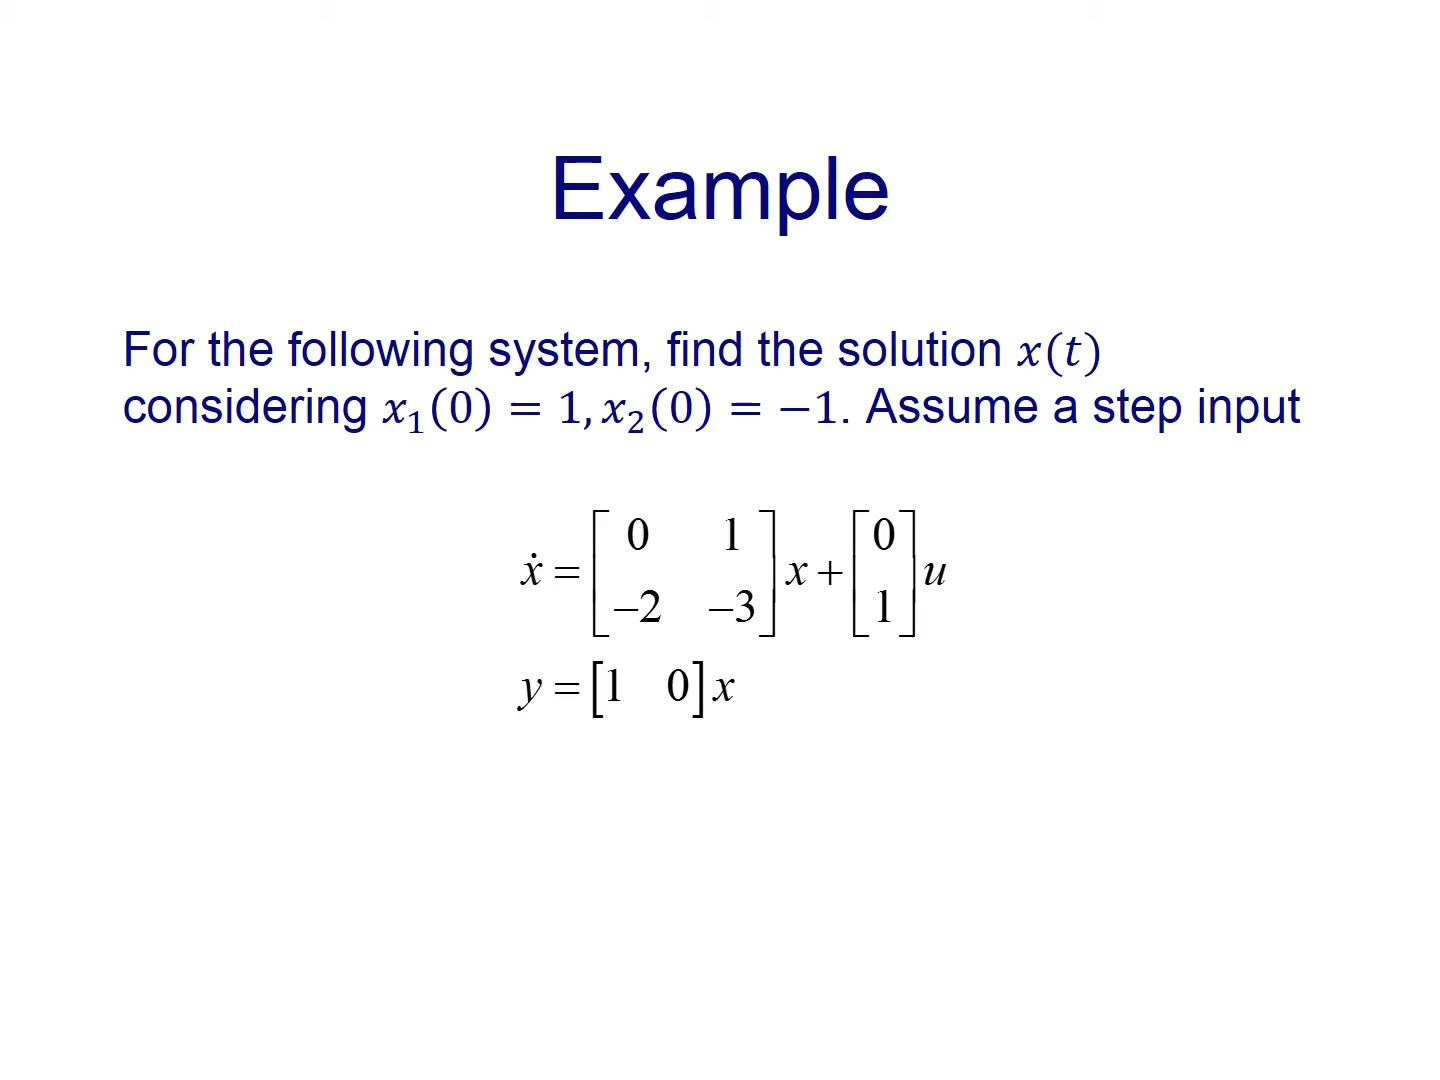 Example
For the following system, find the solution x(t)
considering x₁(0) = 1, x₂(0) = −1. Assume a step input
ẋ = [0 1; −2 −3] x + [0; 1] u
y = [1 0] x